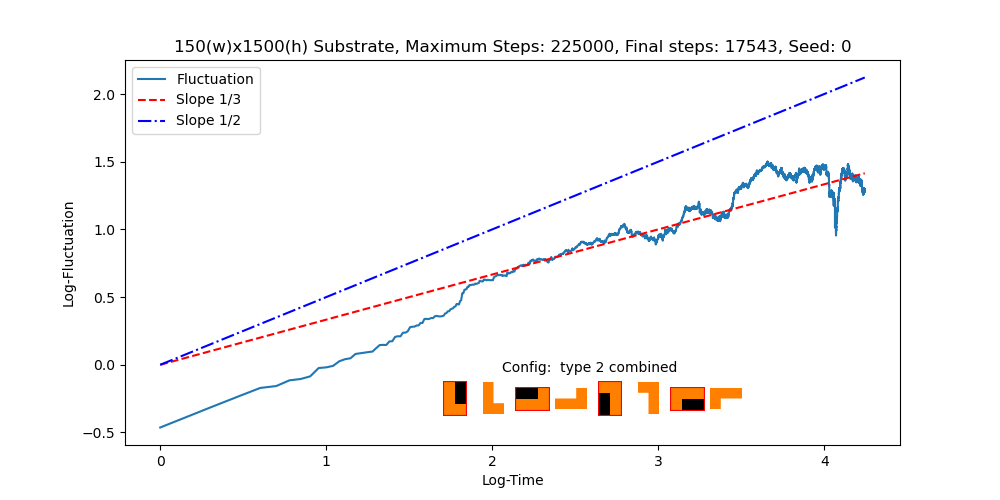 150(w)x1500(h) Substrate, Maximum Steps: 225000, Final steps: 17543, Seed: 0
Fluctuation
Slope 1/3
Slope 1/2
2.0
1.5
1.0
0.5
0.0
−0.5
Log-Fluctuation
Config:  type 2 combined
0
1
2
3
4
Log-Time